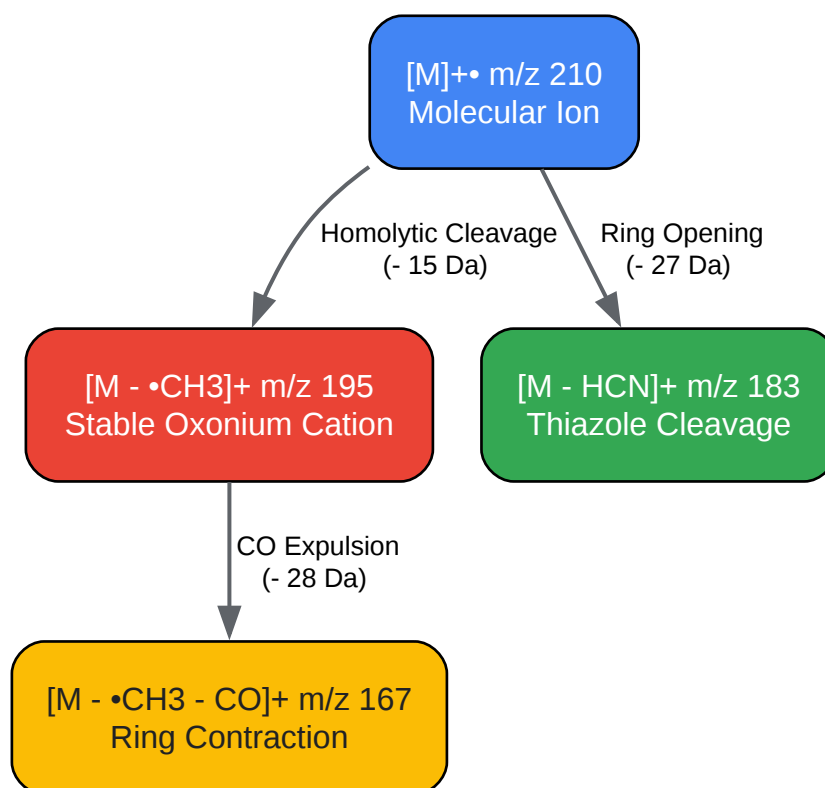 [M]+• m/z 210
Molecular Ion
Homolytic Cleavage
(- 15 Da)
Ring Opening
(- 27 Da)
[M - •CH3]+ m/z 195
Stable Oxonium Cation
[M - HCN]+ m/z 183
Thiazole Cleavage
CO Expulsion
(- 28 Da)
[M - •CH3 - CO]+ m/z 167
Ring Contraction